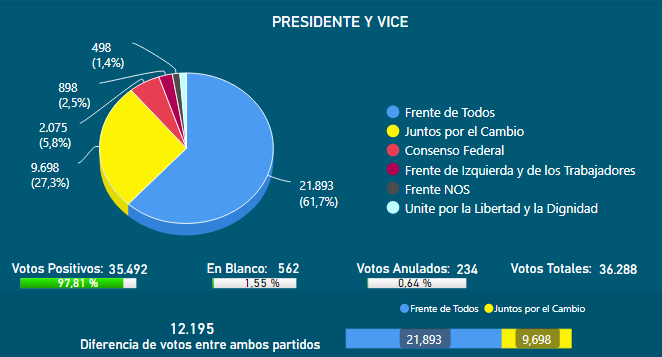 PRESIDENTE Y VICE
498
(1,4%)
898
(2,5%)
2.075
(5,8%)
9.698
(27,3%)
21.893
(61,7%)
Frente de Todos
Juntos por el Cambio
Consenso Federal
Frente de Izquierda y de los Trabajadores
Frente NOS
Unite por la Libertad y la Dignidad
Votos Positivos: 35.492
97,81 %
En Blanco: 562
1,55 %
Votos Anulados: 234
0,64 %
Votos Totales: 36.288
Frente de Todos Juntos por el Cambio
12.195
Diferencia de votos entre ambos partidos
21,893 9,698